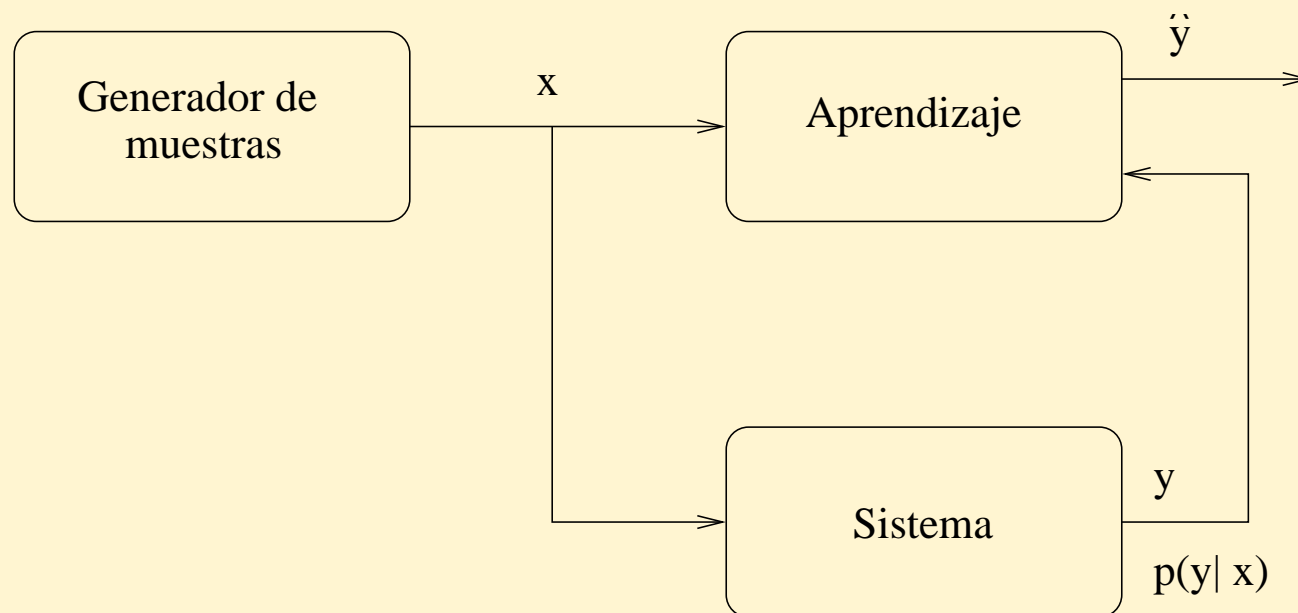 Generador de
muestras
x
Aprendizaje
ŷ
Sistema
y
p(y| x)